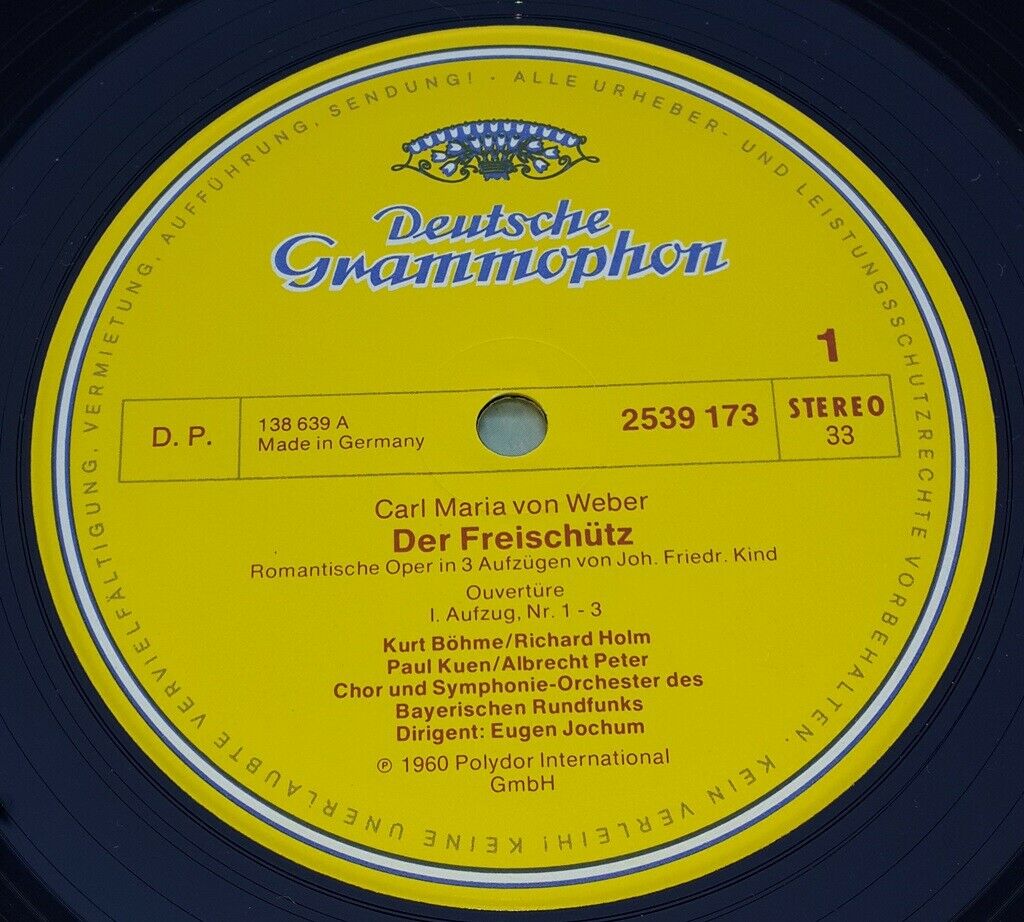 ALLE URHEBER- UND LEISTUNGSSCHUTZRECHTE VORBEHALTEN. KEIN VERLEIH! KEINE UNERLAUBTE VERVIELFÄLTIGUNG, VERMIETUNG, AUFFÜHRUNG, SENDUNG! ·
Deutsche
Grammophon
1
D. P.
138 639 A
Made in Germany
2539 173
STEREO
33
Carl Maria von Weber
Der Freischütz
Romantische Oper in 3 Aufzügen von Joh. Friedr. Kind
Ouvertüre
I. Aufzug, Nr. 1 - 3
Kurt Böhme/Richard Holm
Paul Kuen/Albrecht Peter
Chor und Symphonie-Orchester des
Bayerischen Rundfunks
Dirigent: Eugen Jochum
℗ 1960 Polydor International
GmbH